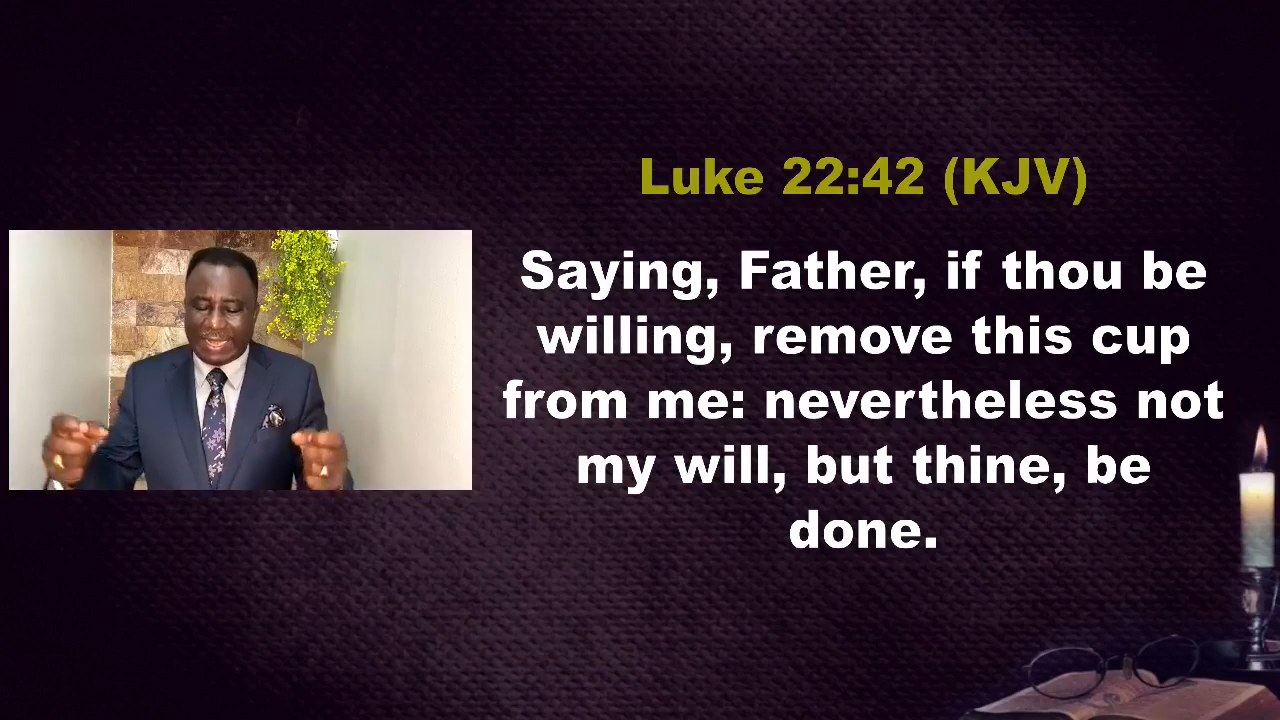 Luke 22:42 (KJV)
Saying, Father, if thou be
willing, remove this cup
from me: nevertheless not
my will, but thine, be
done.